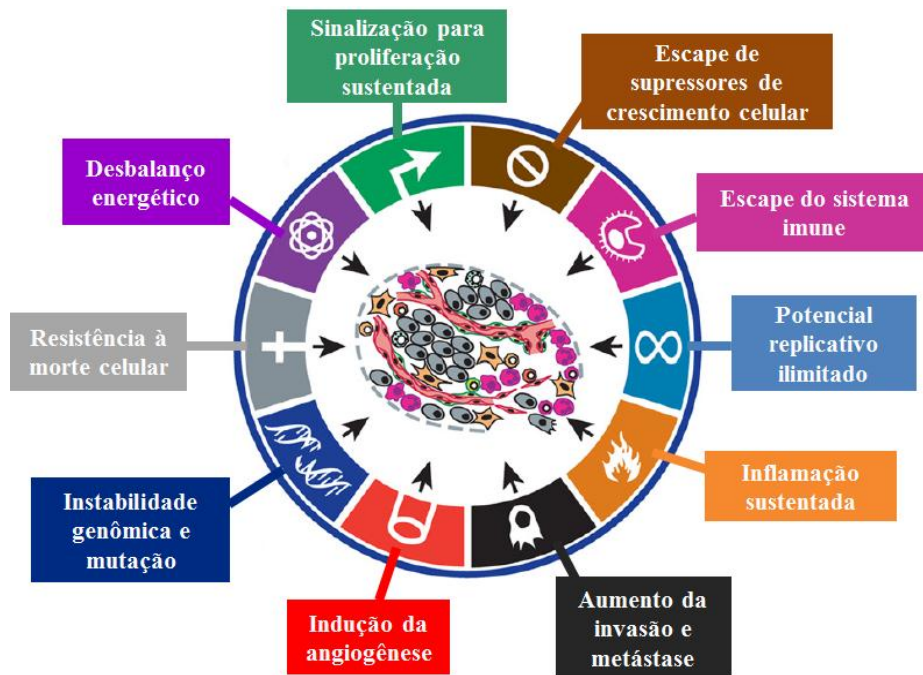 Sinalização para
proliferação
sustentada
Escape de
supressores de
crescimento celular
Desbalanço
energético
Escape do sistema
imune
Resistência à
morte celular
Potencial
replicativo
ilimitado
Instabilidade
genômica e
mutação
Inflamação
sustentada
Indução da
angiogênese
Aumento da
invasão e
metástase